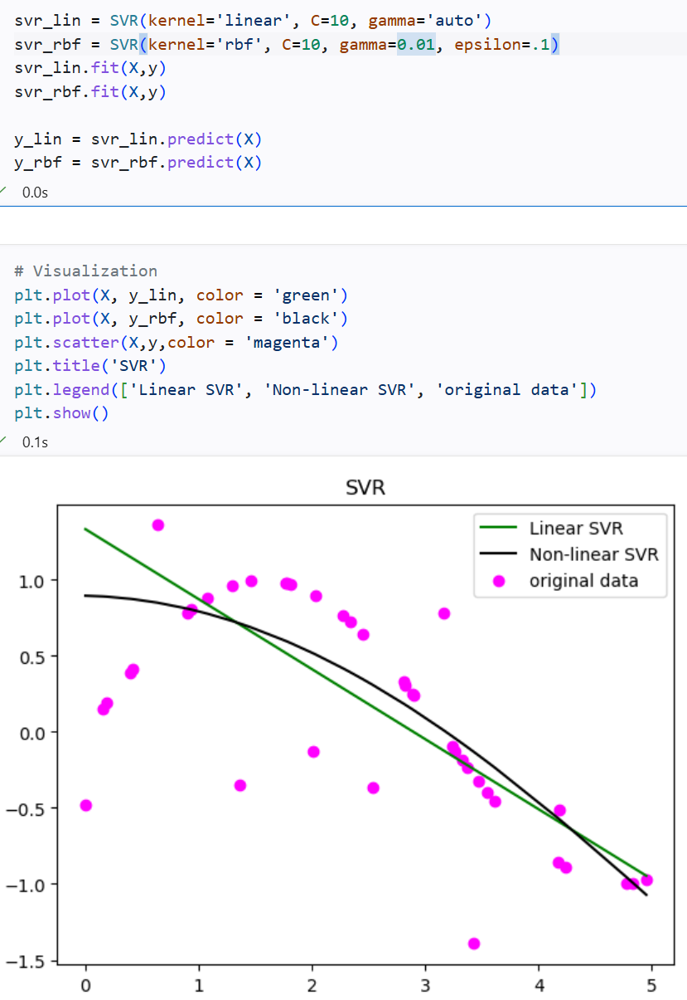 svr_lin = SVR(kernel='linear', C=10, gamma='auto')
svr_rbf = SVR(kernel='rbf', C=10, gamma=0.01, epsilon=.1)
svr_lin.fit(X,y)
svr_rbf.fit(X,y)
y_lin = svr_lin.predict(X)
y_rbf = svr_rbf.predict(X)
0.0s
# Visualization
plt.plot(X, y_lin, color = 'green')
plt.plot(X, y_rbf, color = 'black')
plt.scatter(X,y,color = 'magenta')
plt.title('SVR')
plt.legend(['Linear SVR', 'Non-linear SVR', 'original data'])
plt.show()
0.1s
SVR
Linear SVR
Non-linear SVR
original data
1.0
0.5
0.0
−0.5
−1.0
−1.5
0 1 2 3 4 5